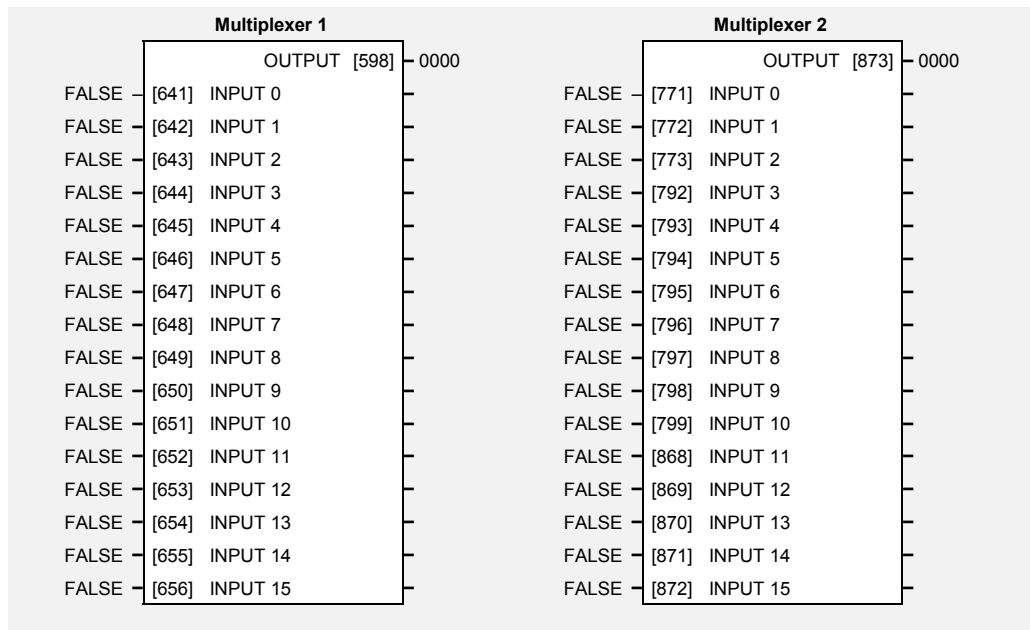 Multiplexer 1
OUTPUT [598] 0000
FALSE [641] INPUT 0
FALSE [642] INPUT 1
FALSE [643] INPUT 2
FALSE [644] INPUT 3
FALSE [645] INPUT 4
FALSE [646] INPUT 5
FALSE [647] INPUT 6
FALSE [648] INPUT 7
FALSE [649] INPUT 8
FALSE [650] INPUT 9
FALSE [651] INPUT 10
FALSE [652] INPUT 11
FALSE [653] INPUT 12
FALSE [654] INPUT 13
FALSE [655] INPUT 14
FALSE [656] INPUT 15
Multiplexer 2
OUTPUT [873] 0000
FALSE [771] INPUT 0
FALSE [772] INPUT 1
FALSE [773] INPUT 2
FALSE [792] INPUT 3
FALSE [793] INPUT 4
FALSE [794] INPUT 5
FALSE [795] INPUT 6
FALSE [796] INPUT 7
FALSE [797] INPUT 8
FALSE [798] INPUT 9
FALSE [799] INPUT 10
FALSE [868] INPUT 11
FALSE [869] INPUT 12
FALSE [870] INPUT 13
FALSE [871] INPUT 14
FALSE [872] INPUT 15